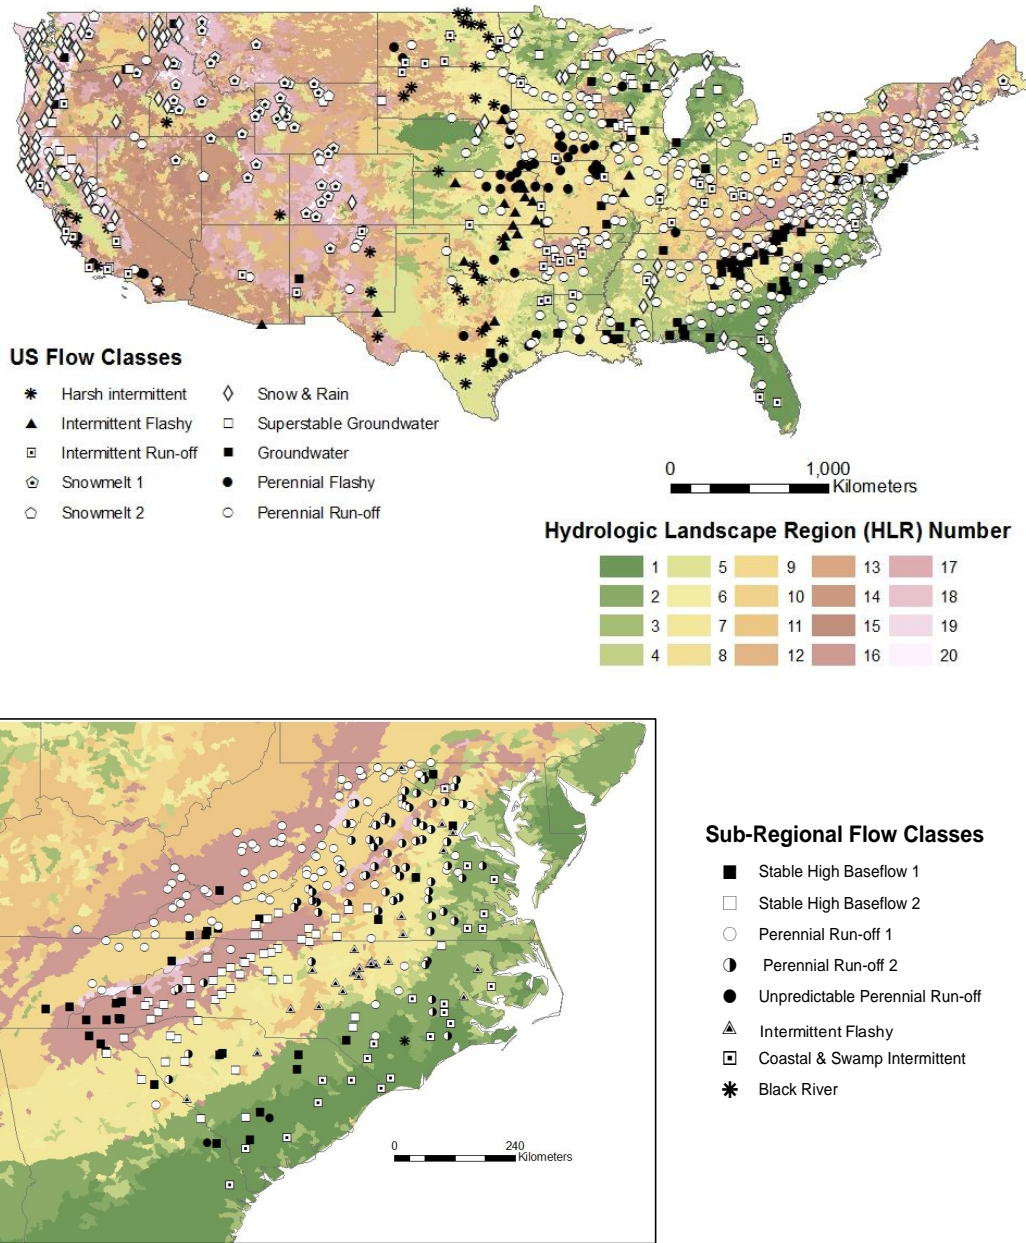 US Flow Classes
Harsh intermittent
Snow & Rain
Intermittent Flashy
Superstable Groundwater
Intermittent Run-off
Groundwater
Snowmelt 1
Perennial Flashy
Snowmelt 2
Perennial Run-off
0 1,000
Kilometers
Hydrologic Landscape Region (HLR) Number
1 5 9 13 17
2 6 10 14 18
3 7 11 15 19
4 8 12 16 20
Sub-Regional Flow Classes
Stable High Baseflow 1
Stable High Baseflow 2
Perennial Run-off 1
Perennial Run-off 2
Unpredictable Perennial Run-off
Intermittent Flashy
Coastal & Swamp Intermittent
Black River
0 240
Kilometers